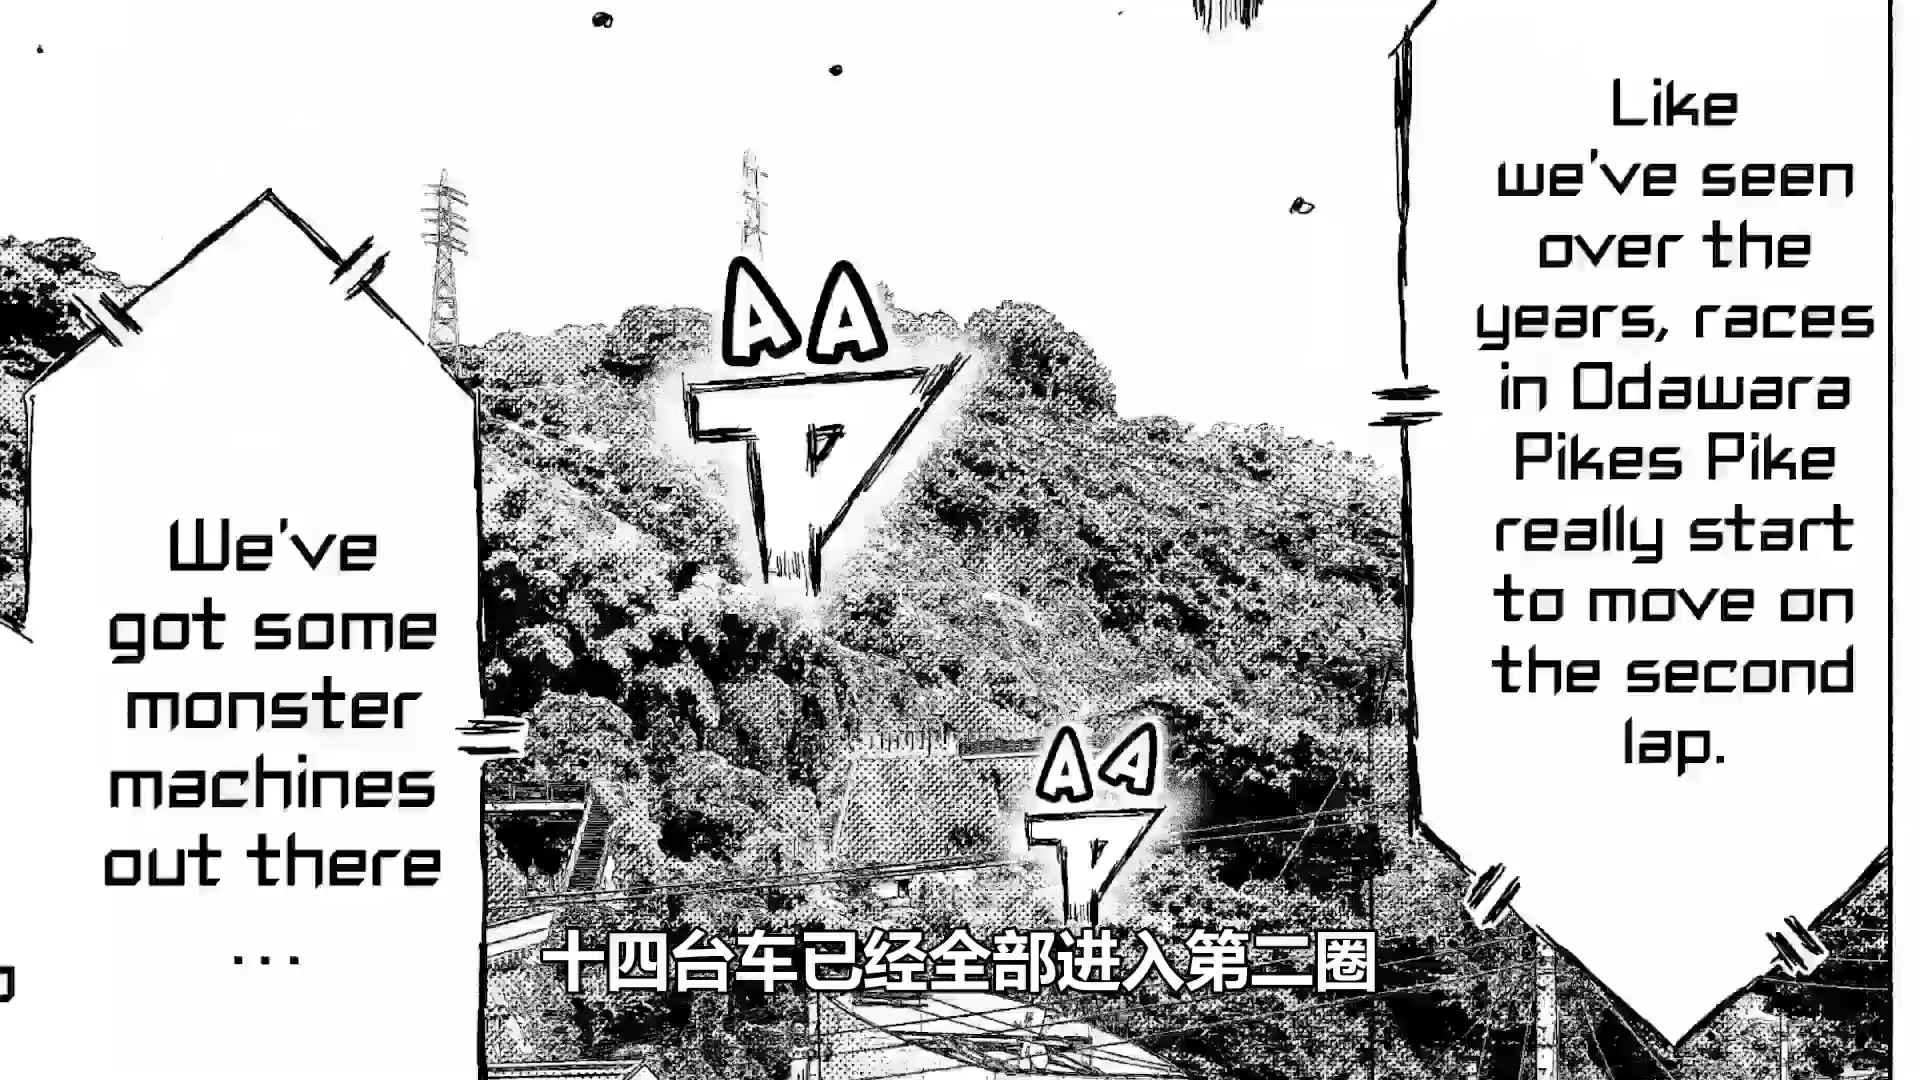 Like
we've seen
over the
years, races
in Odawara
Pikes Pike
really start
to move on
the second
lap.
AA
AA
We've
got some
monster
machines
out there
...
十四台车已经全部进入第二圈